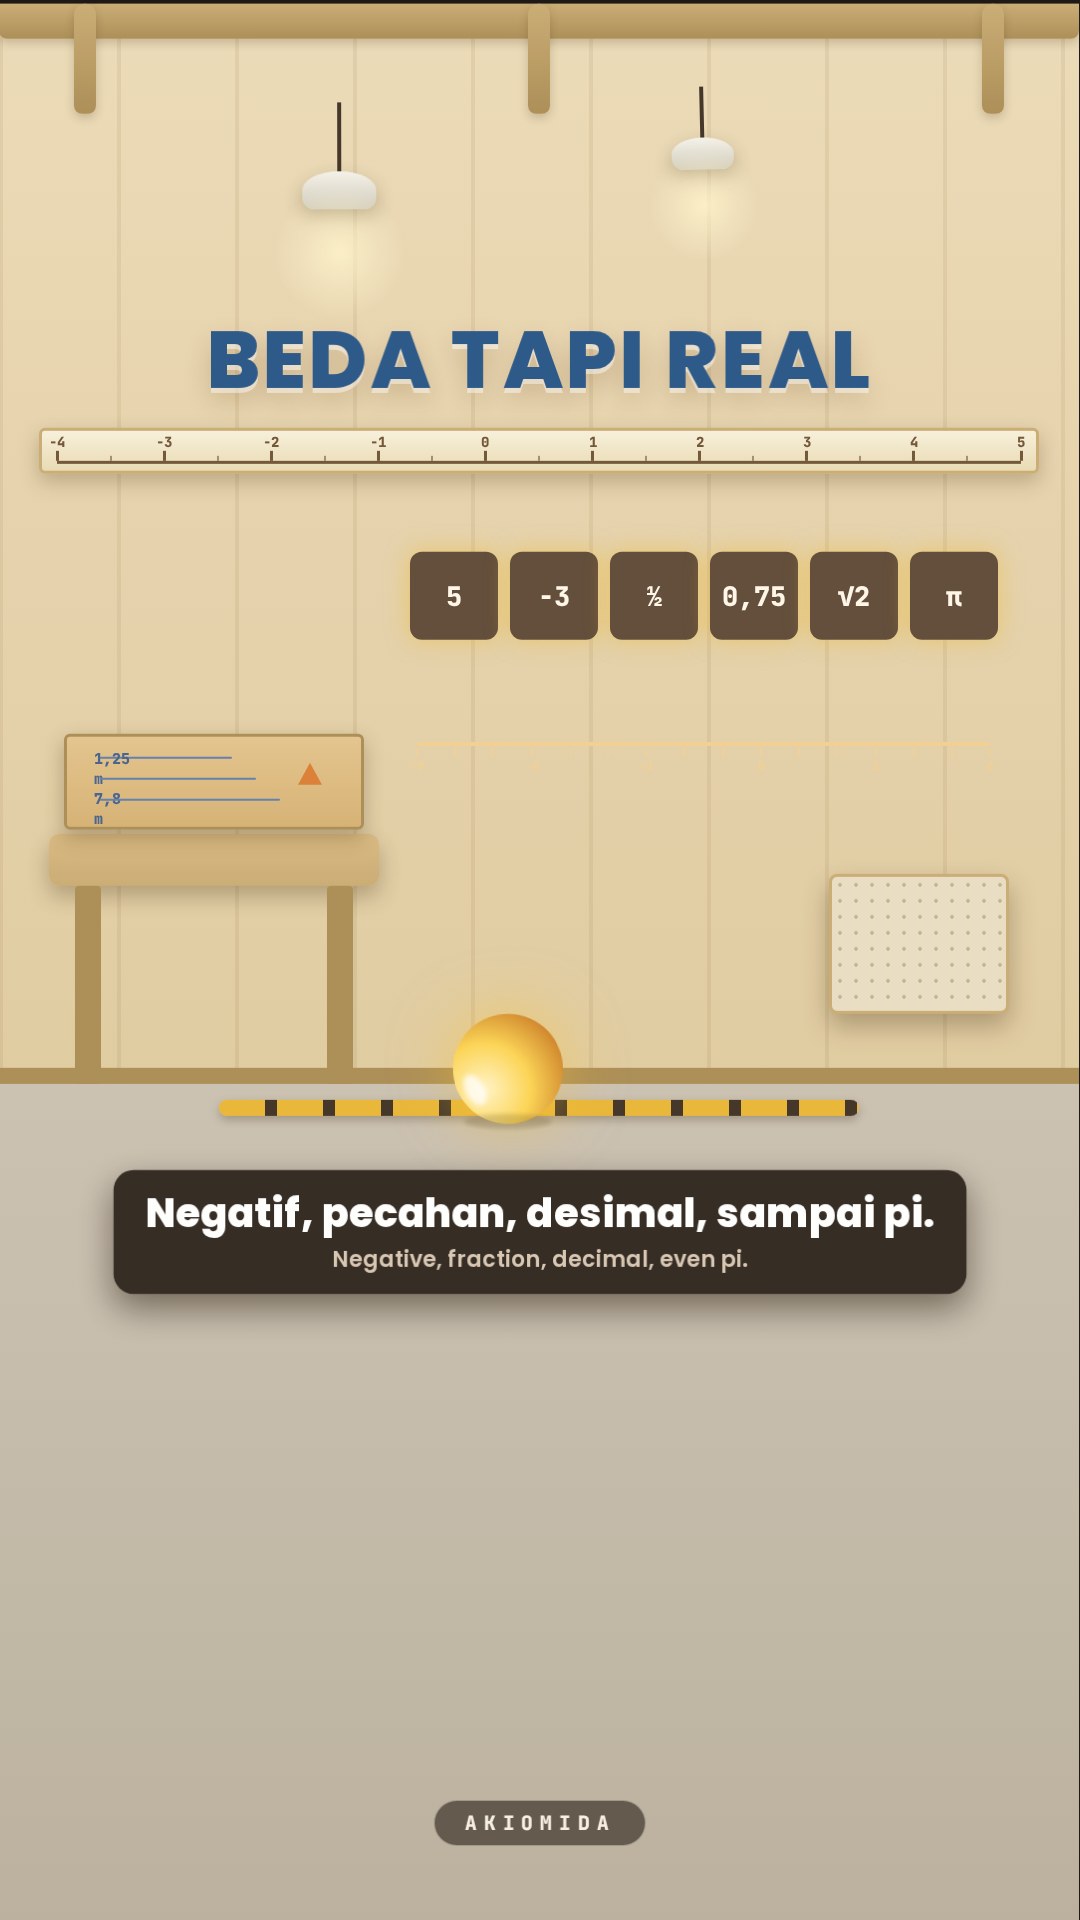 BEDA TAPI REAL
-4 -3 -2 -1 0 1 2 3 4 5
5 -3 ½ 0,75 √2 π
1,25
m
7,8
m
Negatif, pecahan, desimal, sampai pi.
Negative, fraction, decimal, even pi.
AKIOMIDA